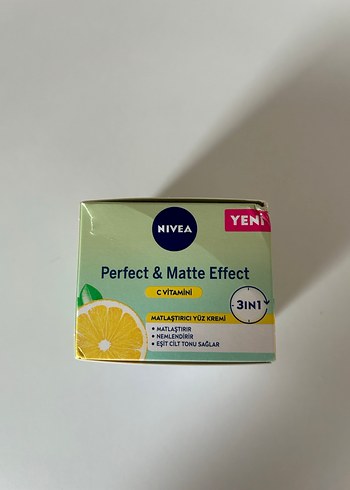 YENİ
NIVEA
Perfect & Matte Effect
C VİTAMİNİ
3IN1
MATLAŞTIRICI YÜZ KREMİ
• MATLAŞTIRIR
• NEMLENDİRİR
• EŞİT CİLT TONU SAĞLAR